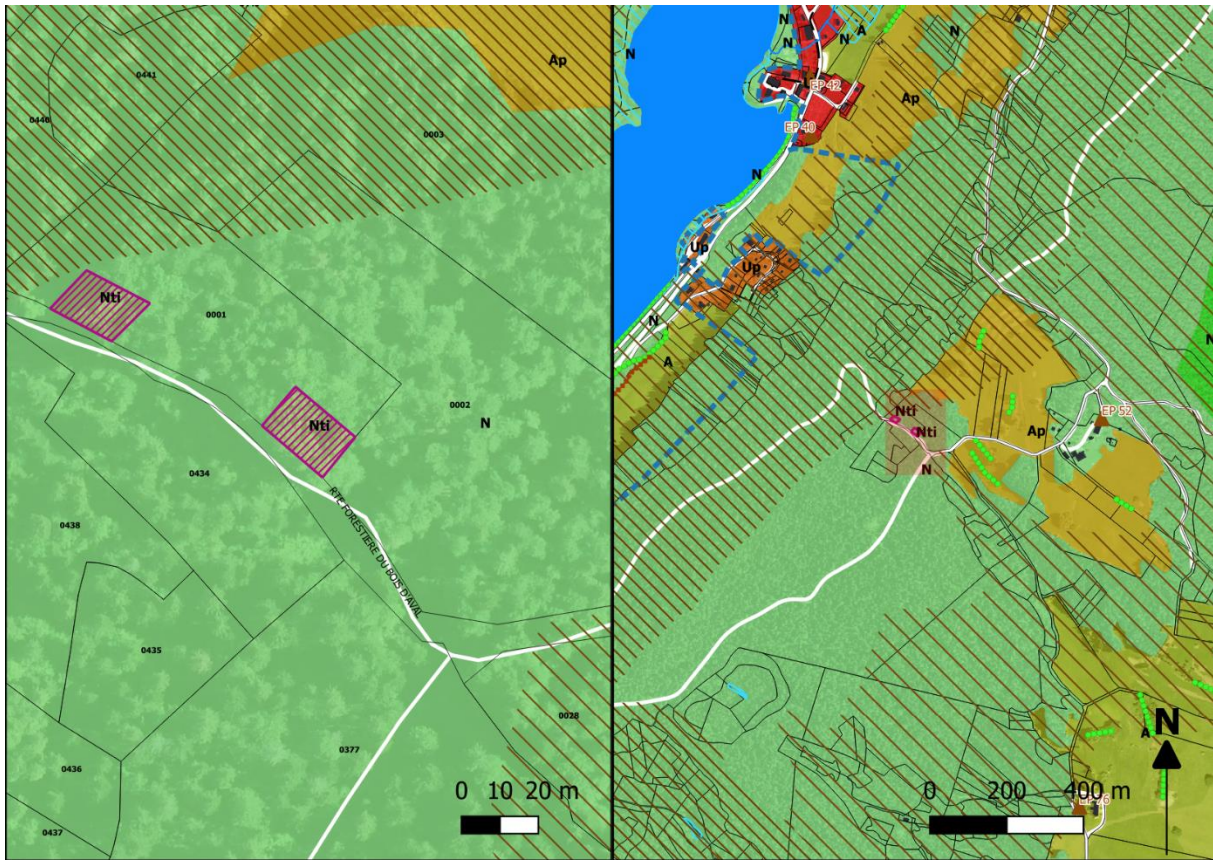 0441
Ap
0440
0003
Nti
0001
Nti
0002
N
0434
RTE FORESTIERE DU BOIS D'AVAL
0438
0435
0028
0377
0436
0437
0 10 20 m
N
N
N
A
N
N
EP 42
Ap
EP 40
N
Up
Up
N
A
N
Nti
Nti
EP 52
Ap
N
N
A
0 200 400 m